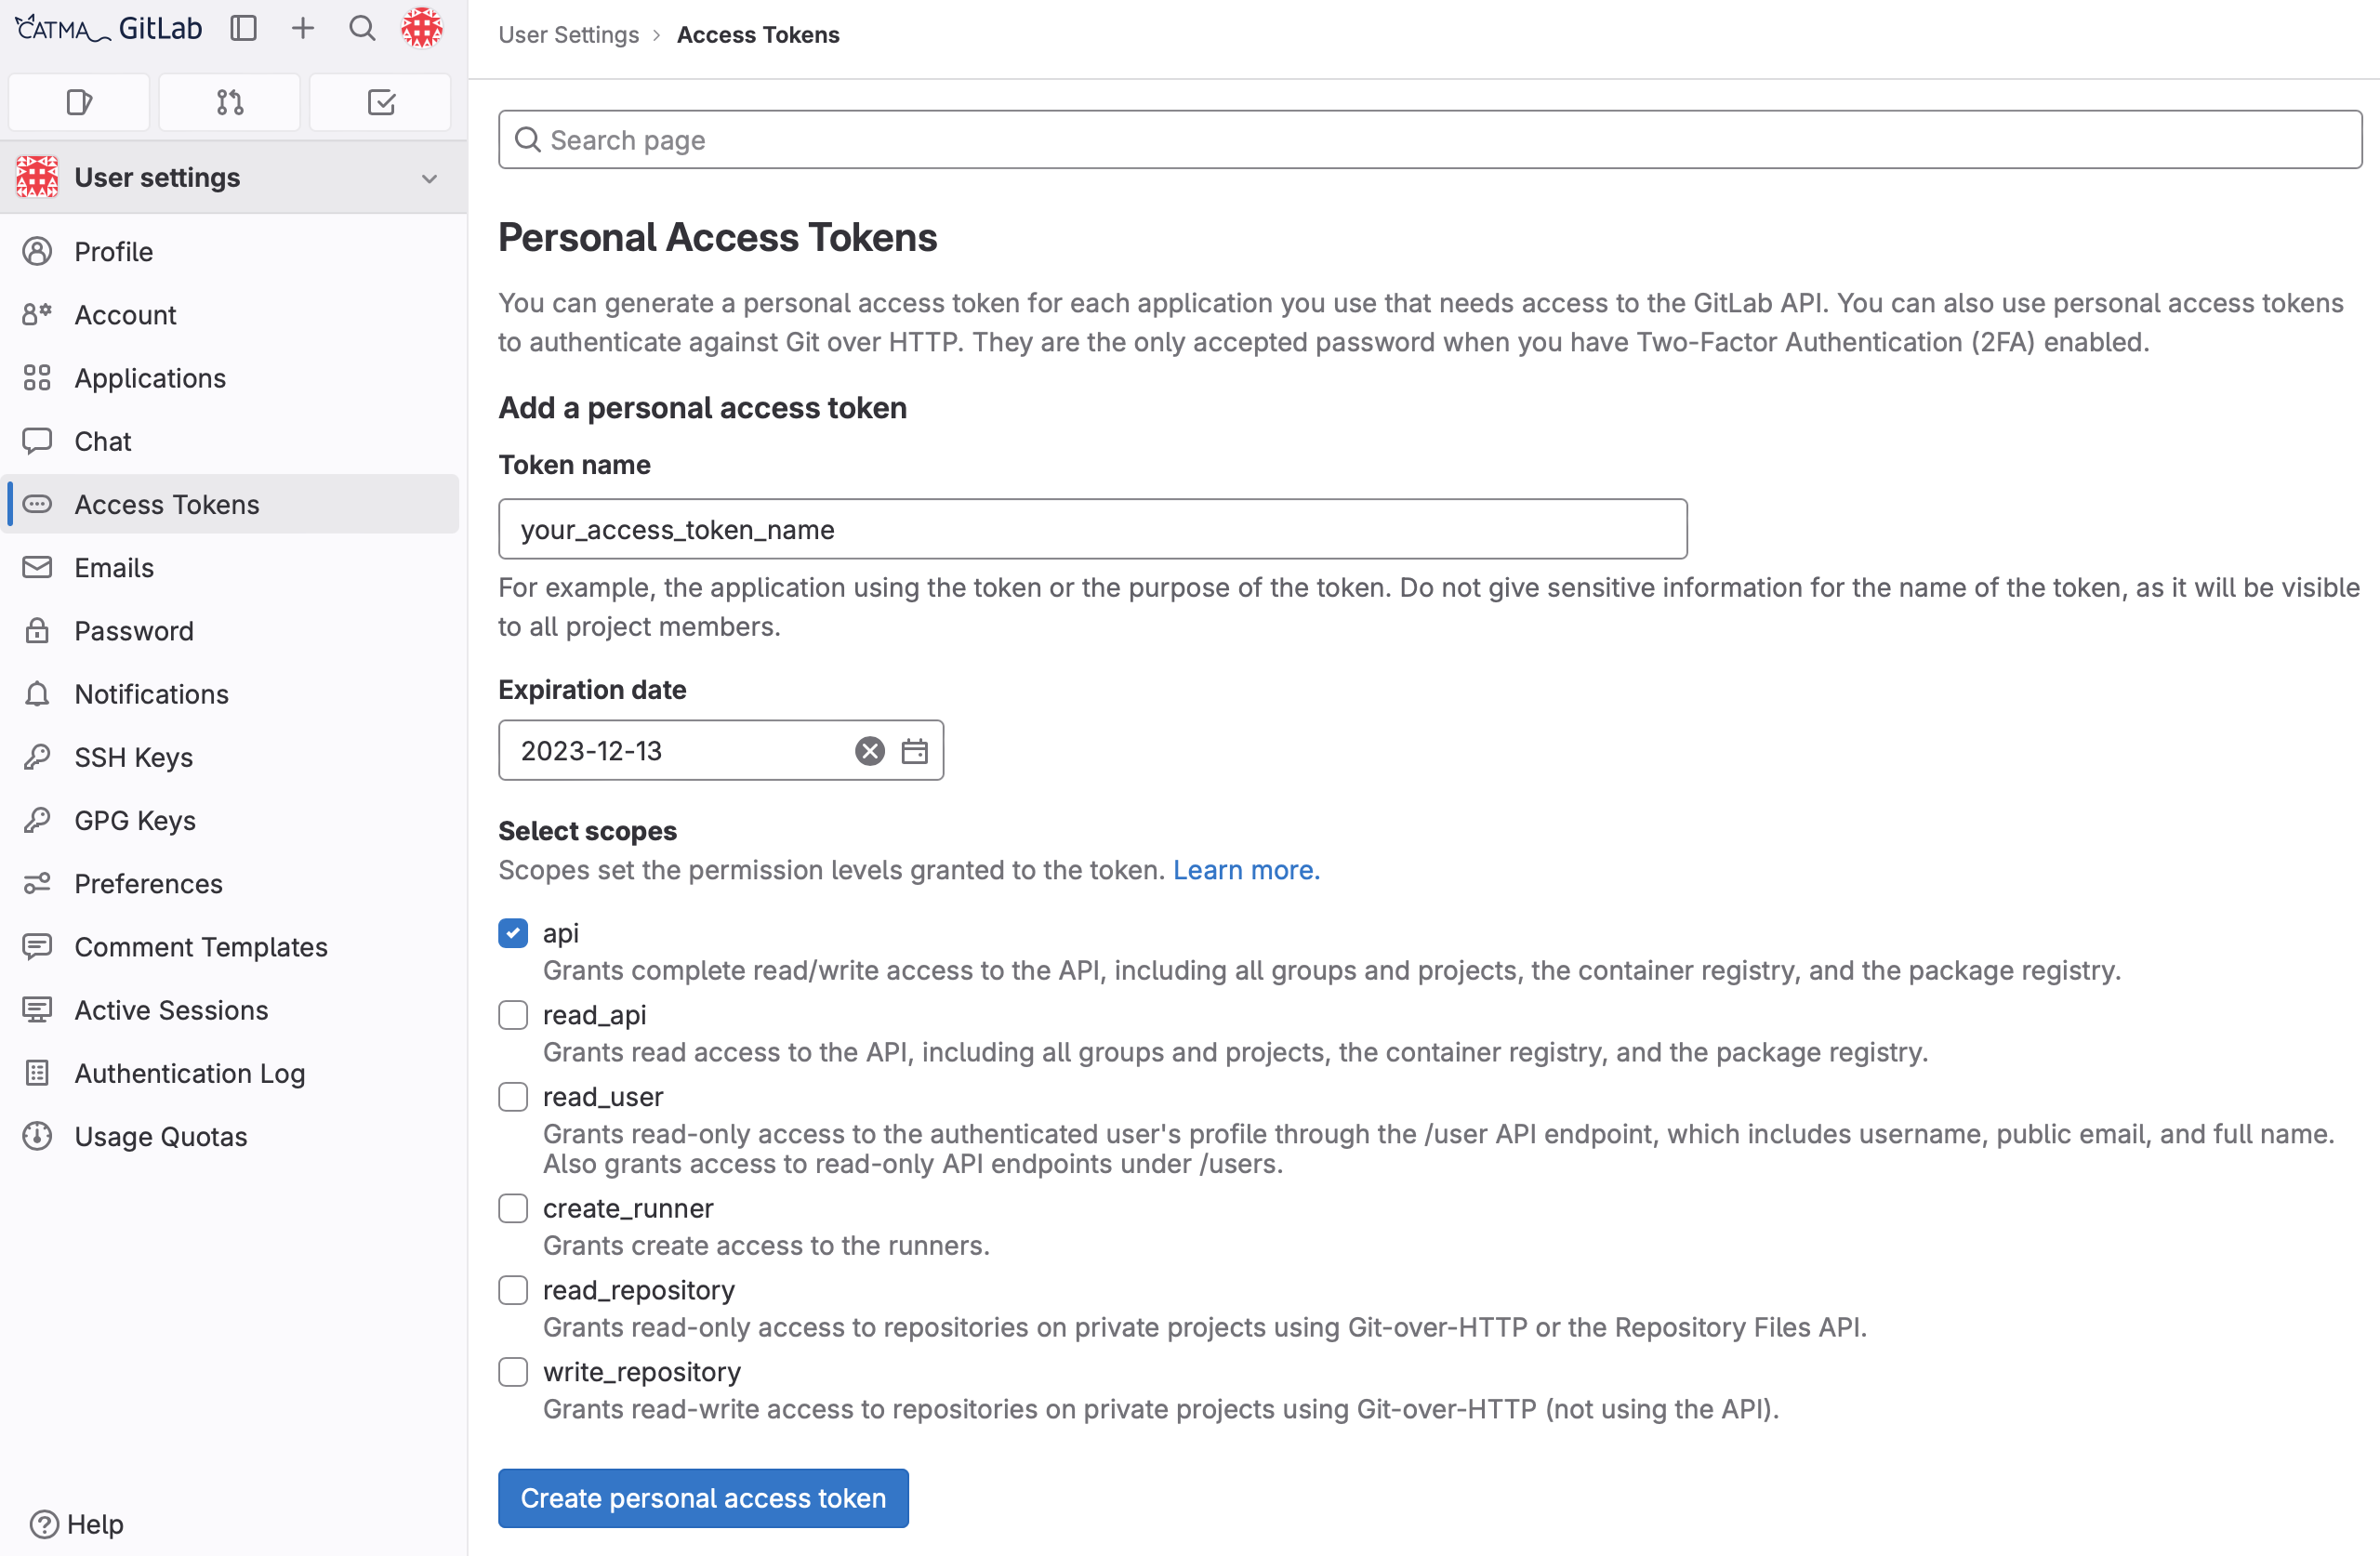 CATMA GitLab
User settings
Profile
Account
Applications
Chat
Access Tokens
Emails
Password
Notifications
SSH Keys
GPG Keys
Preferences
Comment Templates
Active Sessions
Authentication Log
Usage Quotas
Help
User Settings › Access Tokens
Search page
Personal Access Tokens
You can generate a personal access token for each application you use that needs access to the GitLab API. You can also use personal access tokens
to authenticate against Git over HTTP. They are the only accepted password when you have Two-Factor Authentication (2FA) enabled.
Add a personal access token
Token name
your_access_token_name
For example, the application using the token or the purpose of the token. Do not give sensitive information for the name of the token, as it will be visible
to all project members.
Expiration date
2023-12-13
Select scopes
Scopes set the permission levels granted to the token. Learn more.
api
Grants complete read/write access to the API, including all groups and projects, the container registry, and the package registry.
read_api
Grants read access to the API, including all groups and projects, the container registry, and the package registry.
read_user
Grants read-only access to the authenticated user's profile through the /user API endpoint, which includes username, public email, and full name.
Also grants access to read-only API endpoints under /users.
create_runner
Grants create access to the runners.
read_repository
Grants read-only access to repositories on private projects using Git-over-HTTP or the Repository Files API.
write_repository
Grants read-write access to repositories on private projects using Git-over-HTTP (not using the API).
Create personal access token